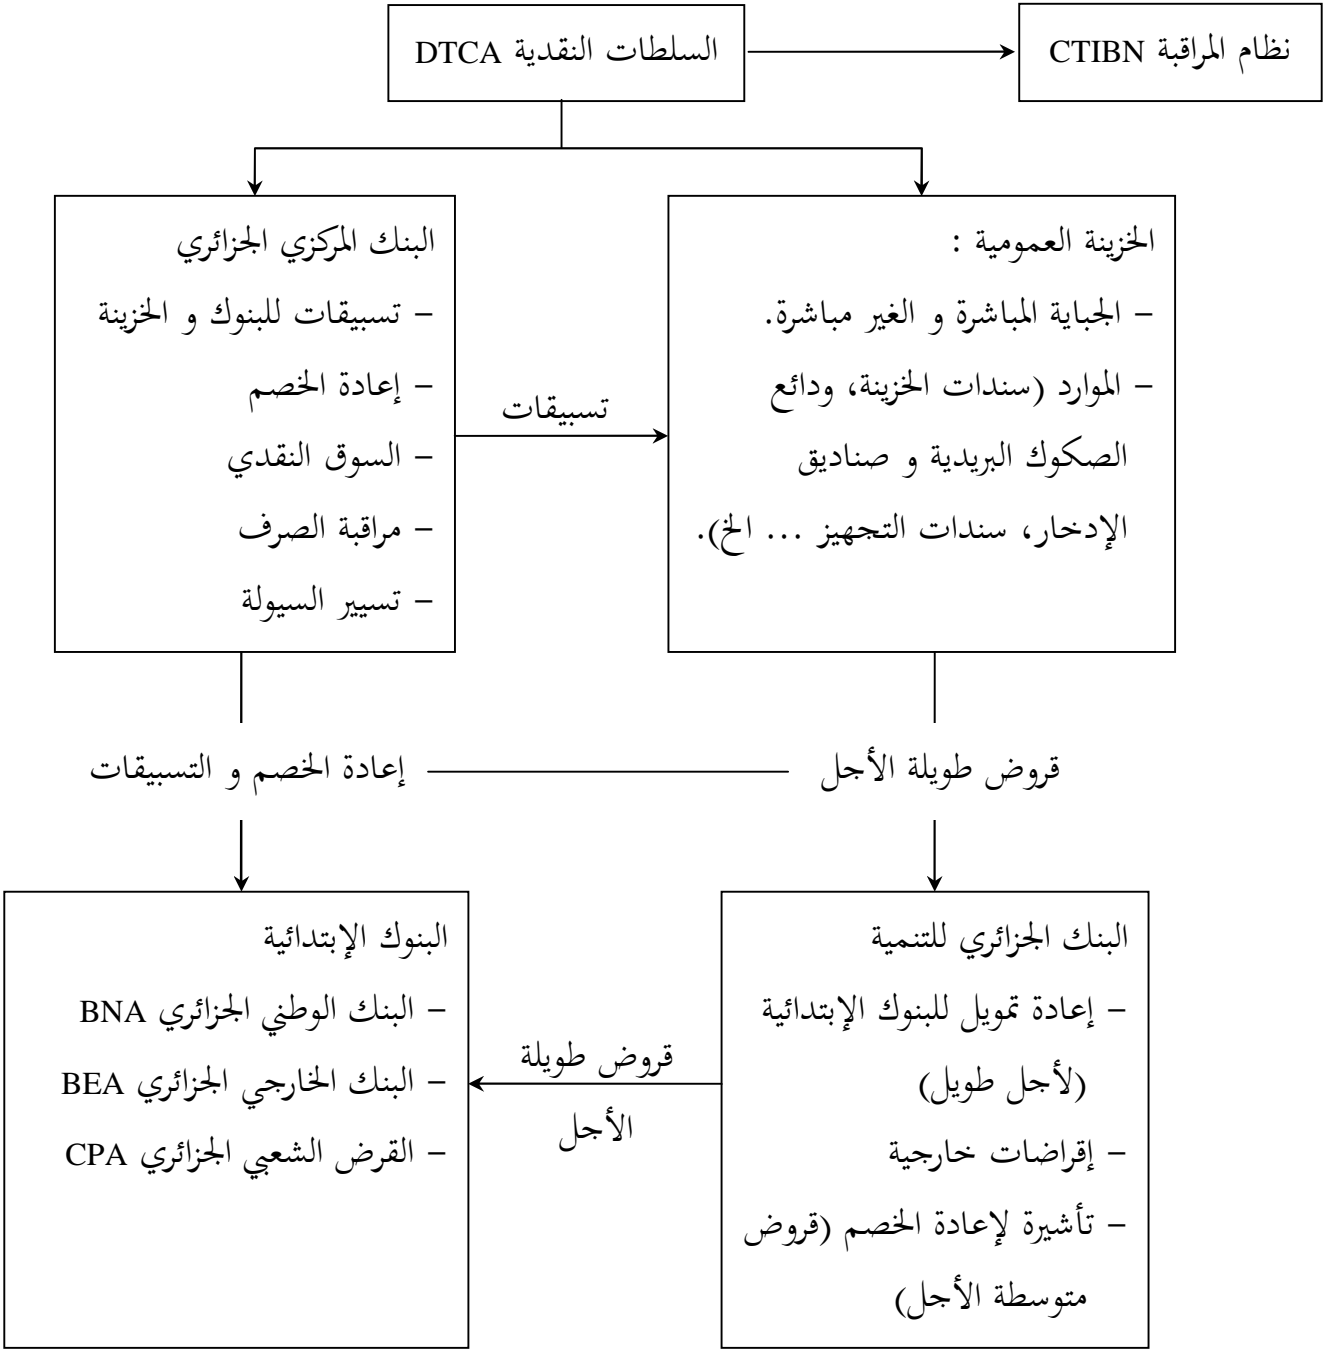 نظام المراقبة CTIBN
السلطات النقدية DTCA
الخزينة العمومية :
– الجباية المباشرة و الغير مباشرة.
– الموارد (سندات الخزينة، ودائع
الصكوك البريدية و صناديق
الإدخار، سندات التجهيز ... الخ).
تسبيقات
البنك المركزي الجزائري
– تسبيقات للبنوك و الخزينة
– إعادة الخصم
– السوق النقدي
– مراقبة الصرف
– تسيير السيولة
قروض طويلة الأجل
إعادة الخصم و التسبيقات
البنك الجزائري للتنمية
– إعادة تمويل للبنوك الإبتدائية
(لأجل طويل)
– إقراضات خارجية
– تأشيرة لإعادة الخصم (قروض
متوسطة الأجل)
قروض طويلة
الأجل
البنوك الإبتدائية
– البنك الوطني الجزائري BNA
– البنك الخارجي الجزائري BEA
– القرض الشعبي الجزائري CPA